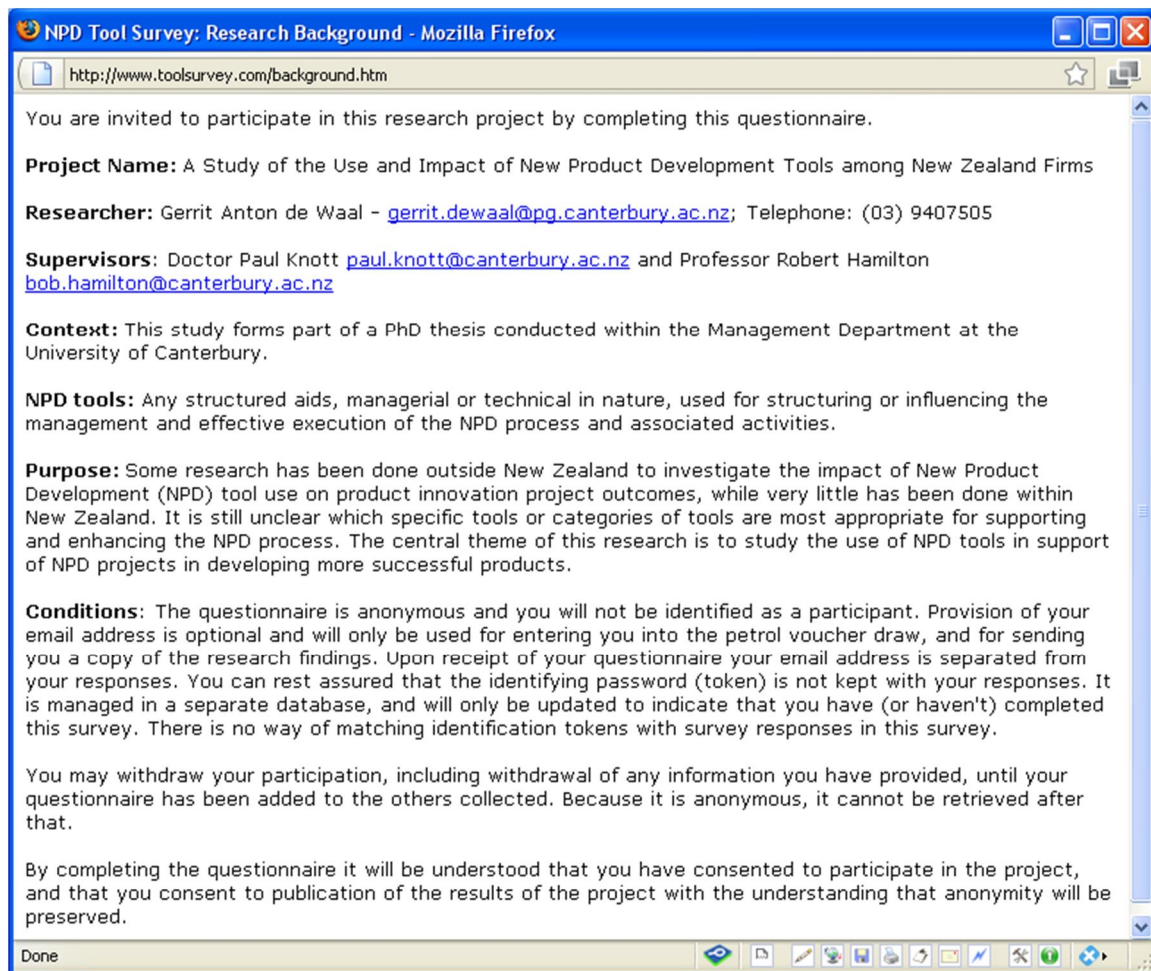 NPD Tool Survey: Research Background - Mozilla Firefox
http://www.toolsurvey.com/background.htm
You are invited to participate in this research project by completing this questionnaire.
Project Name: A Study of the Use and Impact of New Product Development Tools among New Zealand Firms
Researcher: Gerrit Anton de Waal – gerrit.dewaal@pg.canterbury.ac.nz; Telephone: (03) 9407505
Supervisors: Doctor Paul Knott paul.knott@canterbury.ac.nz and Professor Robert Hamilton
bob.hamilton@canterbury.ac.nz
Context: This study forms part of a PhD thesis conducted within the Management Department at the
University of Canterbury.
NPD tools: Any structured aids, managerial or technical in nature, used for structuring or influencing the
management and effective execution of the NPD process and associated activities.
Purpose: Some research has been done outside New Zealand to investigate the impact of New Product
Development (NPD) tool use on product innovation project outcomes, while very little has been done within
New Zealand. It is still unclear which specific tools or categories of tools are most appropriate for supporting
and enhancing the NPD process. The central theme of this research is to study the use of NPD tools in support
of NPD projects in developing more successful products.
Conditions: The questionnaire is anonymous and you will not be identified as a participant. Provision of your
email address is optional and will only be used for entering you into the petrol voucher draw, and for sending
you a copy of the research findings. Upon receipt of your questionnaire your email address is separated from
your responses. You can rest assured that the identifying password (token) is not kept with your responses. It
is managed in a separate database, and will only be updated to indicate that you have (or haven't) completed
this survey. There is no way of matching identification tokens with survey responses in this survey.
You may withdraw your participation, including withdrawal of any information you have provided, until your
questionnaire has been added to the others collected. Because it is anonymous, it cannot be retrieved after
that.
By completing the questionnaire it will be understood that you have consented to participate in the project,
and that you consent to publication of the results of the project with the understanding that anonymity will be
preserved.
Done